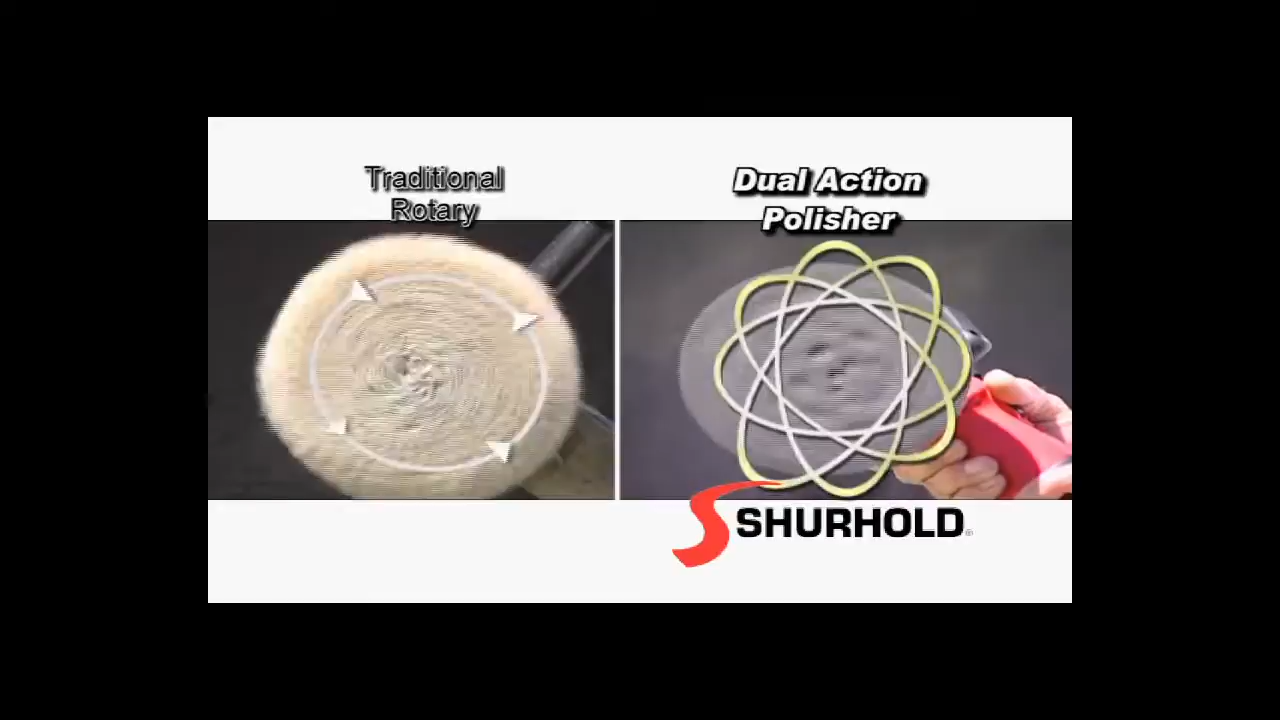 Traditional
Rotary
Dual Action
Polisher
SHURHOLD®